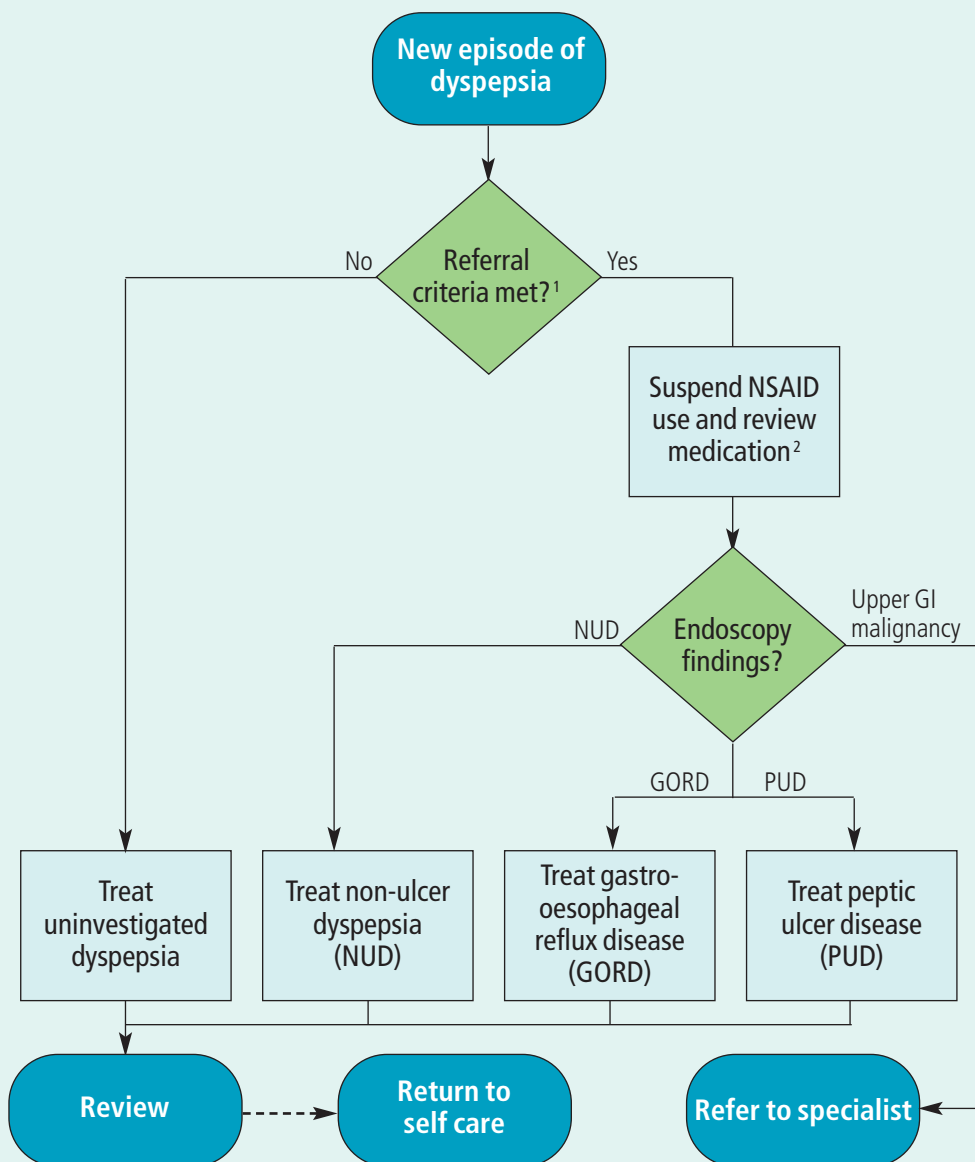 New episode of
dyspepsia
No
Referral
criteria met?¹
Yes
Suspend NSAID
use and review
medication²
NUD
Endoscopy
findings?
Upper GI
malignancy
GORD
PUD
Treat
uninvestigated
dyspepsia
Treat non-ulcer
dyspepsia
(NUD)
Treat gastro-
oesophageal
reflux disease
(GORD)
Treat peptic
ulcer disease
(PUD)
Review
Return to
self care
Refer to specialist